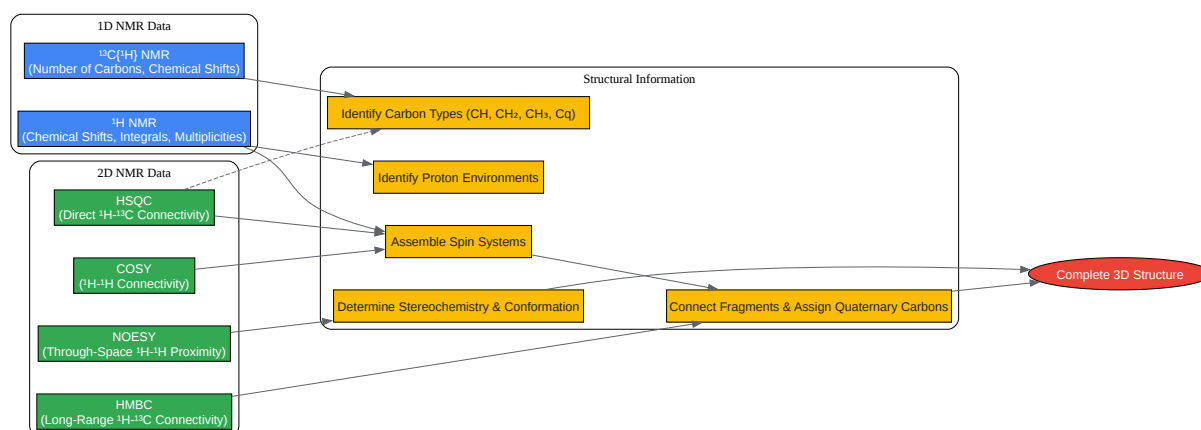 1D NMR Data
¹³C{¹H} NMR
(Number of Carbons, Chemical Shifts)
¹H NMR
(Chemical Shifts, Integrals, Multiplicities)
2D NMR Data
HSQC
(Direct ¹H-¹³C Connectivity)
COSY
(¹H-¹H Connectivity)
NOESY
(Through-Space ¹H-¹H Proximity)
HMBC
(Long-Range ¹H-¹³C Connectivity)
Structural Information
Identify Carbon Types (CH, CH₂, CH₃, Cq)
Identify Proton Environments
Assemble Spin Systems
Determine Stereochemistry & Conformation
Connect Fragments & Assign Quaternary Carbons
Complete 3D Structure